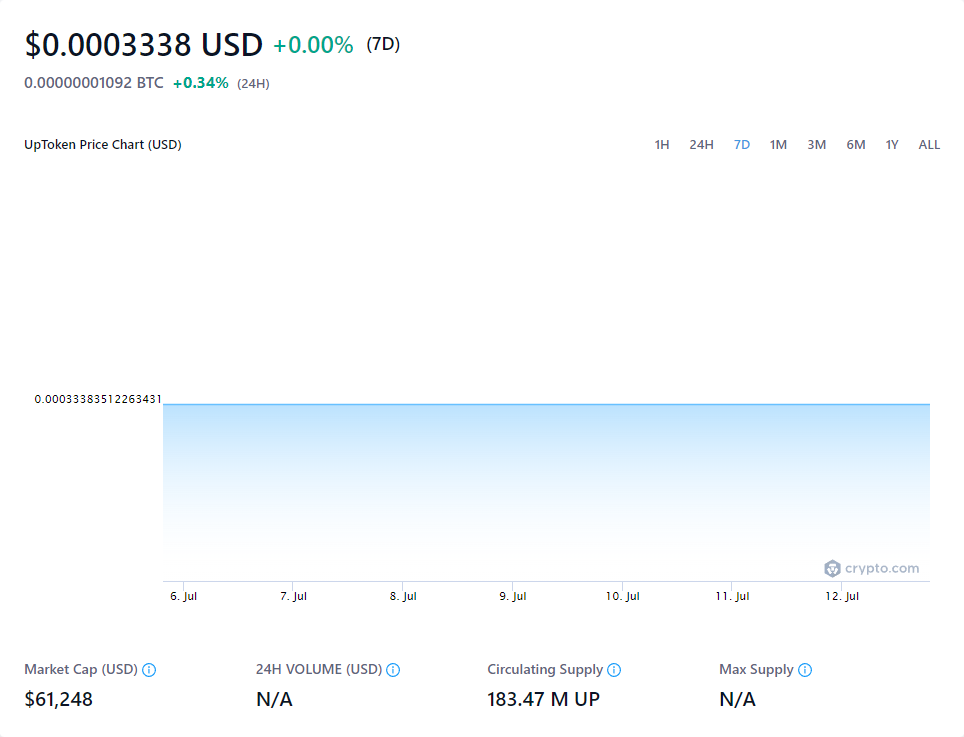 $0.0003338 USD +0.00% (7D)
0.00000001092 BTC +0.34% (24H)
UpToken Price Chart (USD) 1H 24H 7D 1M 3M 6M 1Y ALL
0.00033383512263431
crypto.com
6. Jul 7. Jul 8. Jul 9. Jul 10. Jul 11. Jul 12. Jul
Market Cap (USD) 24H VOLUME (USD) Circulating Supply Max Supply
$61,248 N/A 183.47 M UP N/A